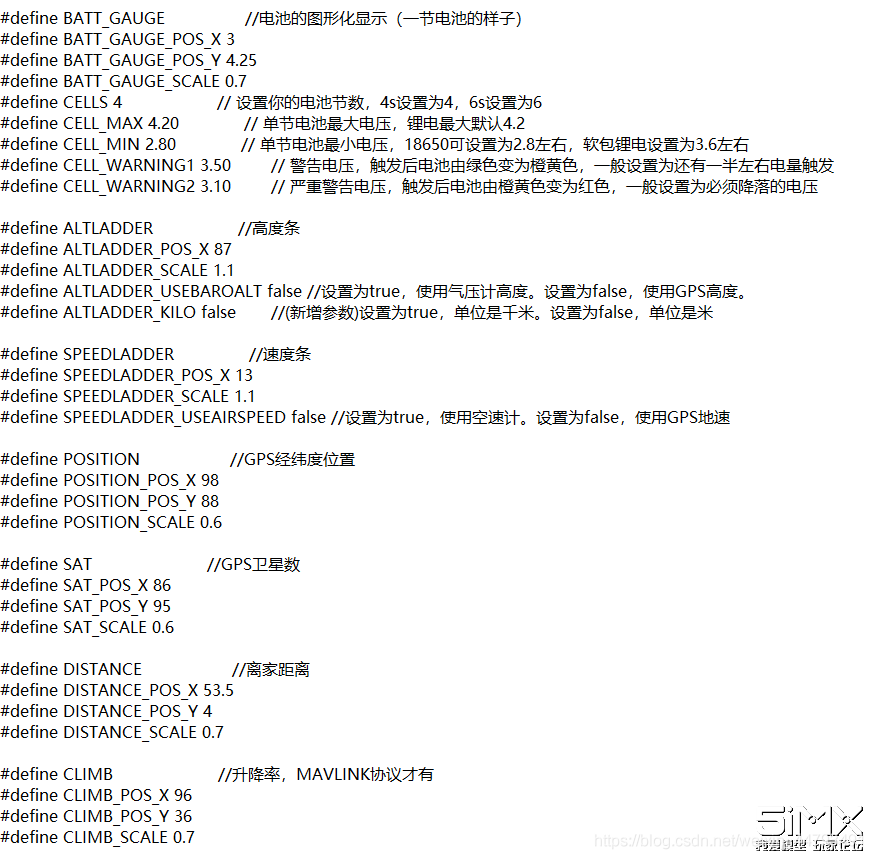 #define BATT_GAUGE //电池的图形化显示（一节电池的样子）
#define BATT_GAUGE_POS_X 3
#define BATT_GAUGE_POS_Y 4.25
#define BATT_GAUGE_SCALE 0.7
#define CELLS 4 // 设置你的电池节数，4s设置为4，6s设置为6
#define CELL_MAX 4.20 // 单节电池最大电压，锂电最大默认4.2
#define CELL_MIN 2.80 // 单节电池最小电压，18650可设置为2.8左右，软包锂电设置为3.6左右
#define CELL_WARNING1 3.50 // 警告电压，触发后电池由绿色变为橙黄色，一般设置为还有一半左右电量触发
#define CELL_WARNING2 3.10 // 严重警告电压，触发后电池由橙黄色变为红色，一般设置为必须降落的电压
#define ALTLADDER //高度条
#define ALTLADDER_POS_X 87
#define ALTLADDER_SCALE 1.1
#define ALTLADDER_USEBAROALT false //设置为true，使用气压计高度。设置为false，使用GPS高度。
#define ALTLADDER_KILO false //(新增参数)设置为true，单位是千米。设置为false，单位是米
#define SPEEDLADDER //速度条
#define SPEEDLADDER_POS_X 13
#define SPEEDLADDER_SCALE 1.1
#define SPEEDLADDER_USEAIRSPEED false //设置为true，使用空速计。设置为false，使用GPS地速
#define POSITION //GPS经纬度位置
#define POSITION_POS_X 98
#define POSITION_POS_Y 88
#define POSITION_SCALE 0.6
#define SAT //GPS卫星数
#define SAT_POS_X 86
#define SAT_POS_Y 95
#define SAT_SCALE 0.6
#define DISTANCE //离家距离
#define DISTANCE_POS_X 53.5
#define DISTANCE_POS_Y 4
#define DISTANCE_SCALE 0.7
#define CLIMB //升降率，MAVLINK协议才有
#define CLIMB_POS_X 96
#define CLIMB_POS_Y 36
#define CLIMB_SCALE 0.7
5iMX
我爱模型 玩家论坛